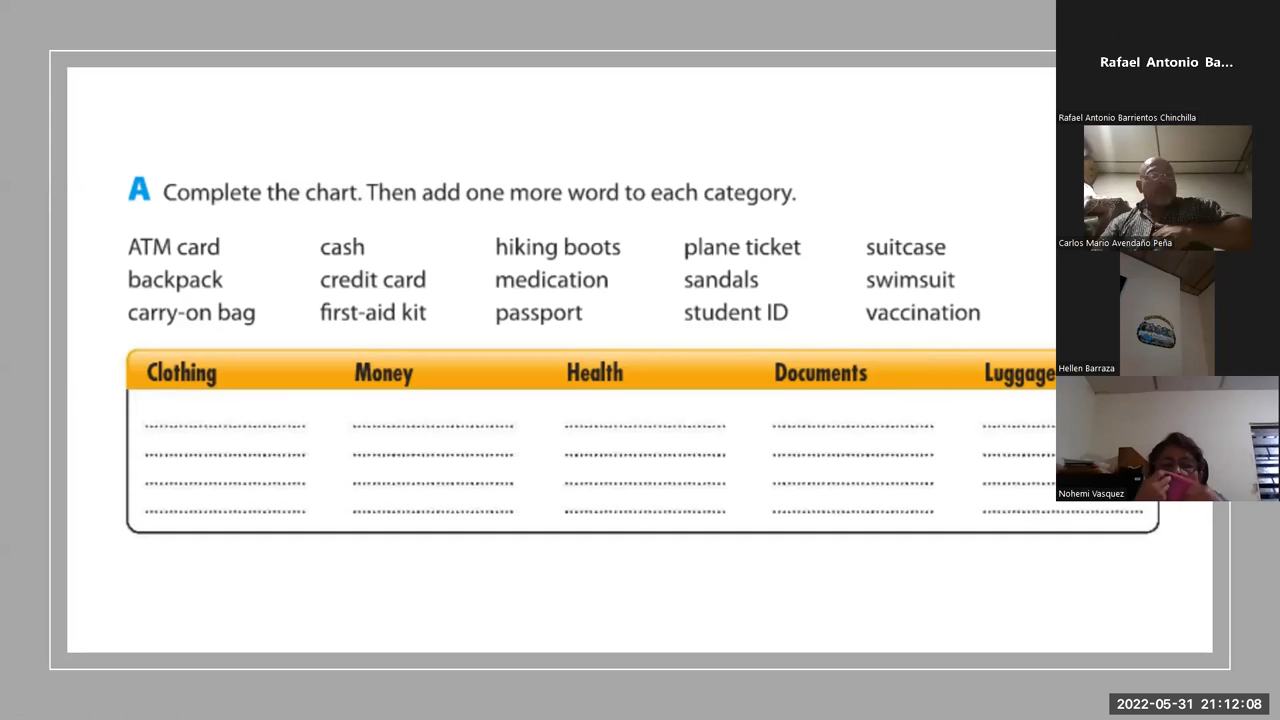 Rafael Antonio Ba...
Rafael Antonio Barrientos Chinchilla
A Complete the chart. Then add one more word to each category.
ATM card cash hiking boots plane ticket suitcase
backpack credit card medication sandals swimsuit
carry-on bag first-aid kit passport student ID vaccination
Clothing Money Health Documents Luggage
Carlos Mario Avendaño Peña
Hellen Barraza
Nohemi Vasquez
2022-05-31 21:12:08